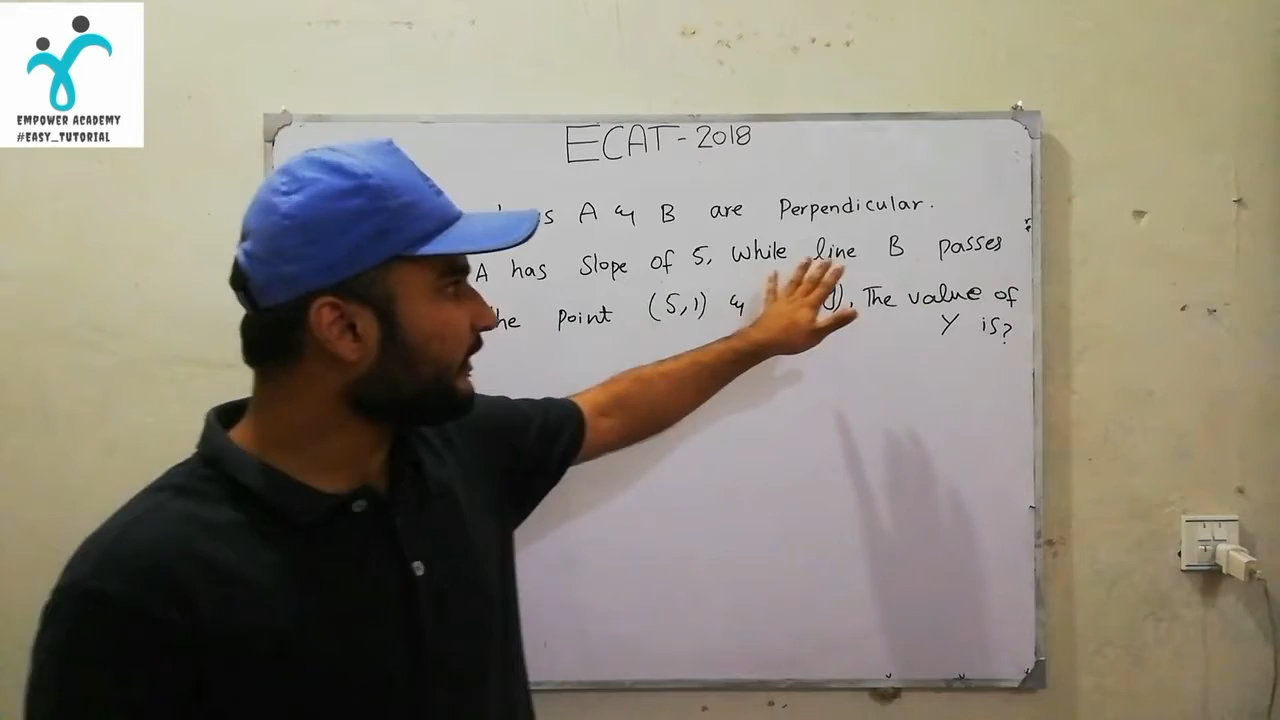 EMPOWER ACADEMY
#EASY_TUTORIAL
ECAT-2018
A & B are Perpendicular.
A has Slope of 5, While line B passes
Point (5,1) & The value of
Y is?